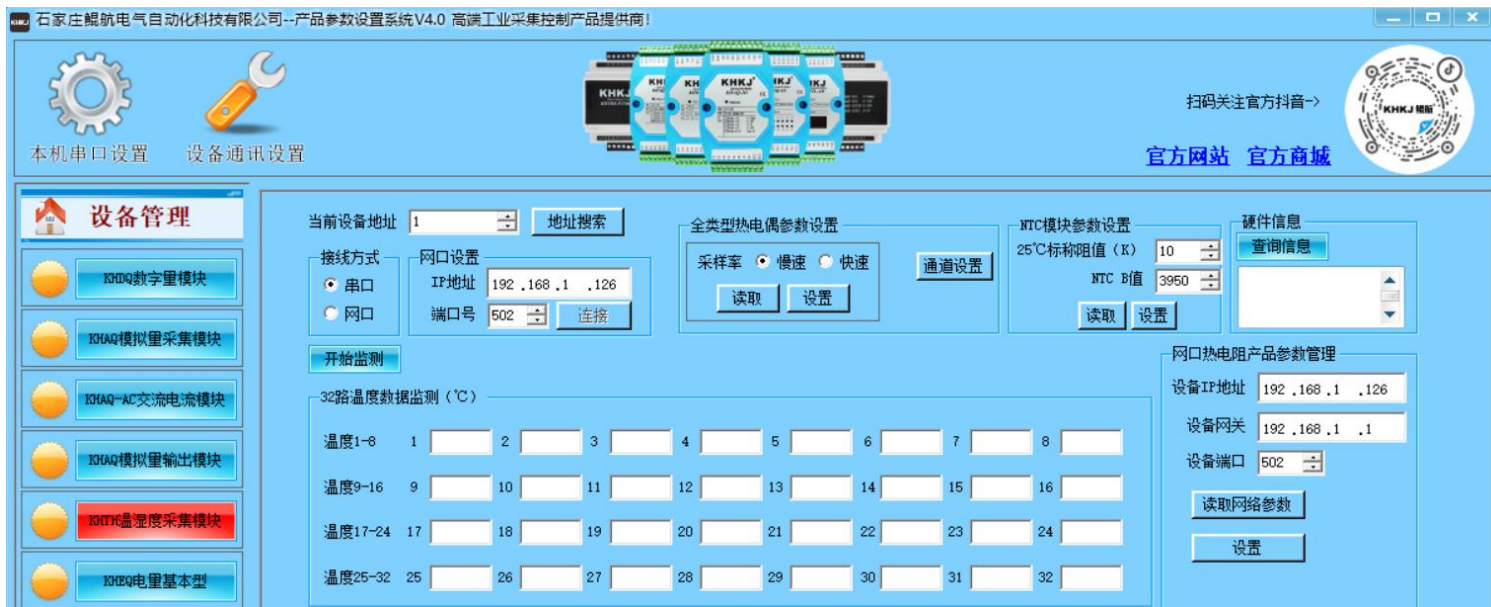 石家庄鲲航电气自动化科技有限公司--产品参数设置系统V4.0 高端工业采集控制产品提供商!
本机串口设置 设备通讯设置
KHKJ
扫码关注官方抖音->
KHKJ 鲲航
官方网站 官方商城
设备管理
KHDQ数字量模块
KHAQ模拟量采集模块
KHAQ-AC交流电流模块
KHAQ模拟量输出模块
KHTH温湿度采集模块
KHEQ电量基本型
当前设备地址 1 地址搜索
接线方式
串口
网口
网口设置
IP地址 192 .168 .1 .126
端口号 502 连接
全类型热电偶参数设置
采样率 慢速 快速
读取 设置
通道设置
NTC模块参数设置
25℃标称阻值(K) 10
NTC B值 3950
读取 设置
硬件信息
查询信息
开始监测
32路温度数据监测(℃)
温度1-8 1 2 3 4 5 6 7 8
温度9-16 9 10 11 12 13 14 15 16
温度17-24 17 18 19 20 21 22 23 24
温度25-32 25 26 27 28 29 30 31 32
网口热电阻产品参数管理
设备IP地址 192 .168 .1 .126
设备网关 192 .168 .1 .1
设备端口 502
读取网络参数
设置